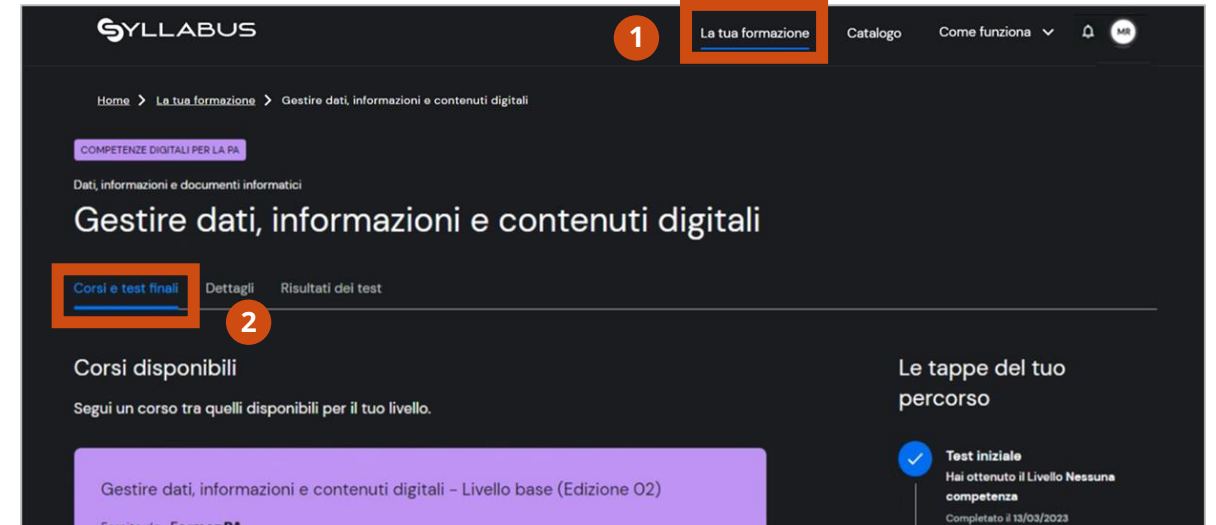 SYLLABUS
1
La tua formazione
Catalogo
Come funziona
MR
Home > La tua formazione > Gestire dati, informazioni e contenuti digitali
COMPETENZE DIGITALI PER LA PA
Dati, informazioni e documenti informatici
Gestire dati, informazioni e contenuti digitali
Corsi e test finali
Dettagli
Risultati dei test
2
Corsi disponibili
Segui un corso tra quelli disponibili per il tuo livello.
Gestire dati, informazioni e contenuti digitali – Livello base (Edizione 02)
Le tappe del tuo
percorso
Test iniziale
Hai ottenuto il Livello Nessuna
competenza
Completato il 13/03/2023